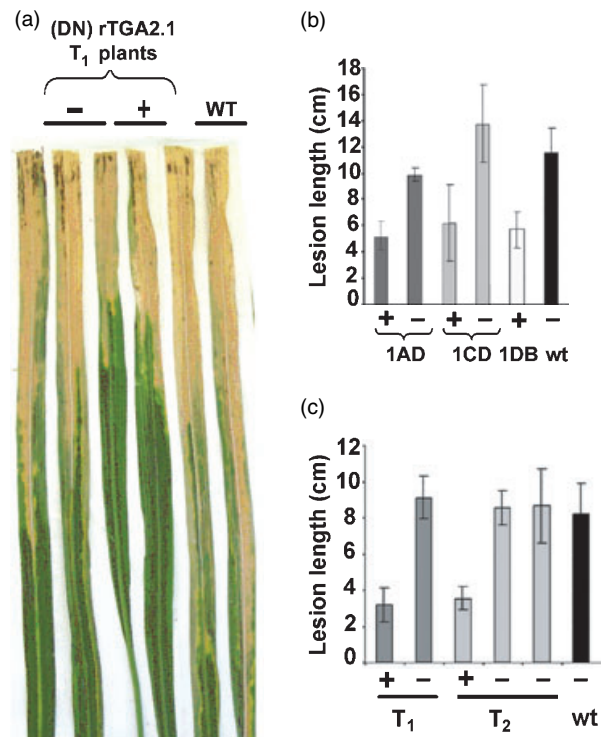 (a)
(DN) rTGA2.1
T1 plants
− + WT
(b)
Lesion length (cm)
18
16
14
12
10
8
6
4
2
0
+ − + − + −
1AD 1CD 1DB wt
(c)
Lesion length (cm)
12
10
8
6
4
2
0
+ − + − − −
T1 T2 wt